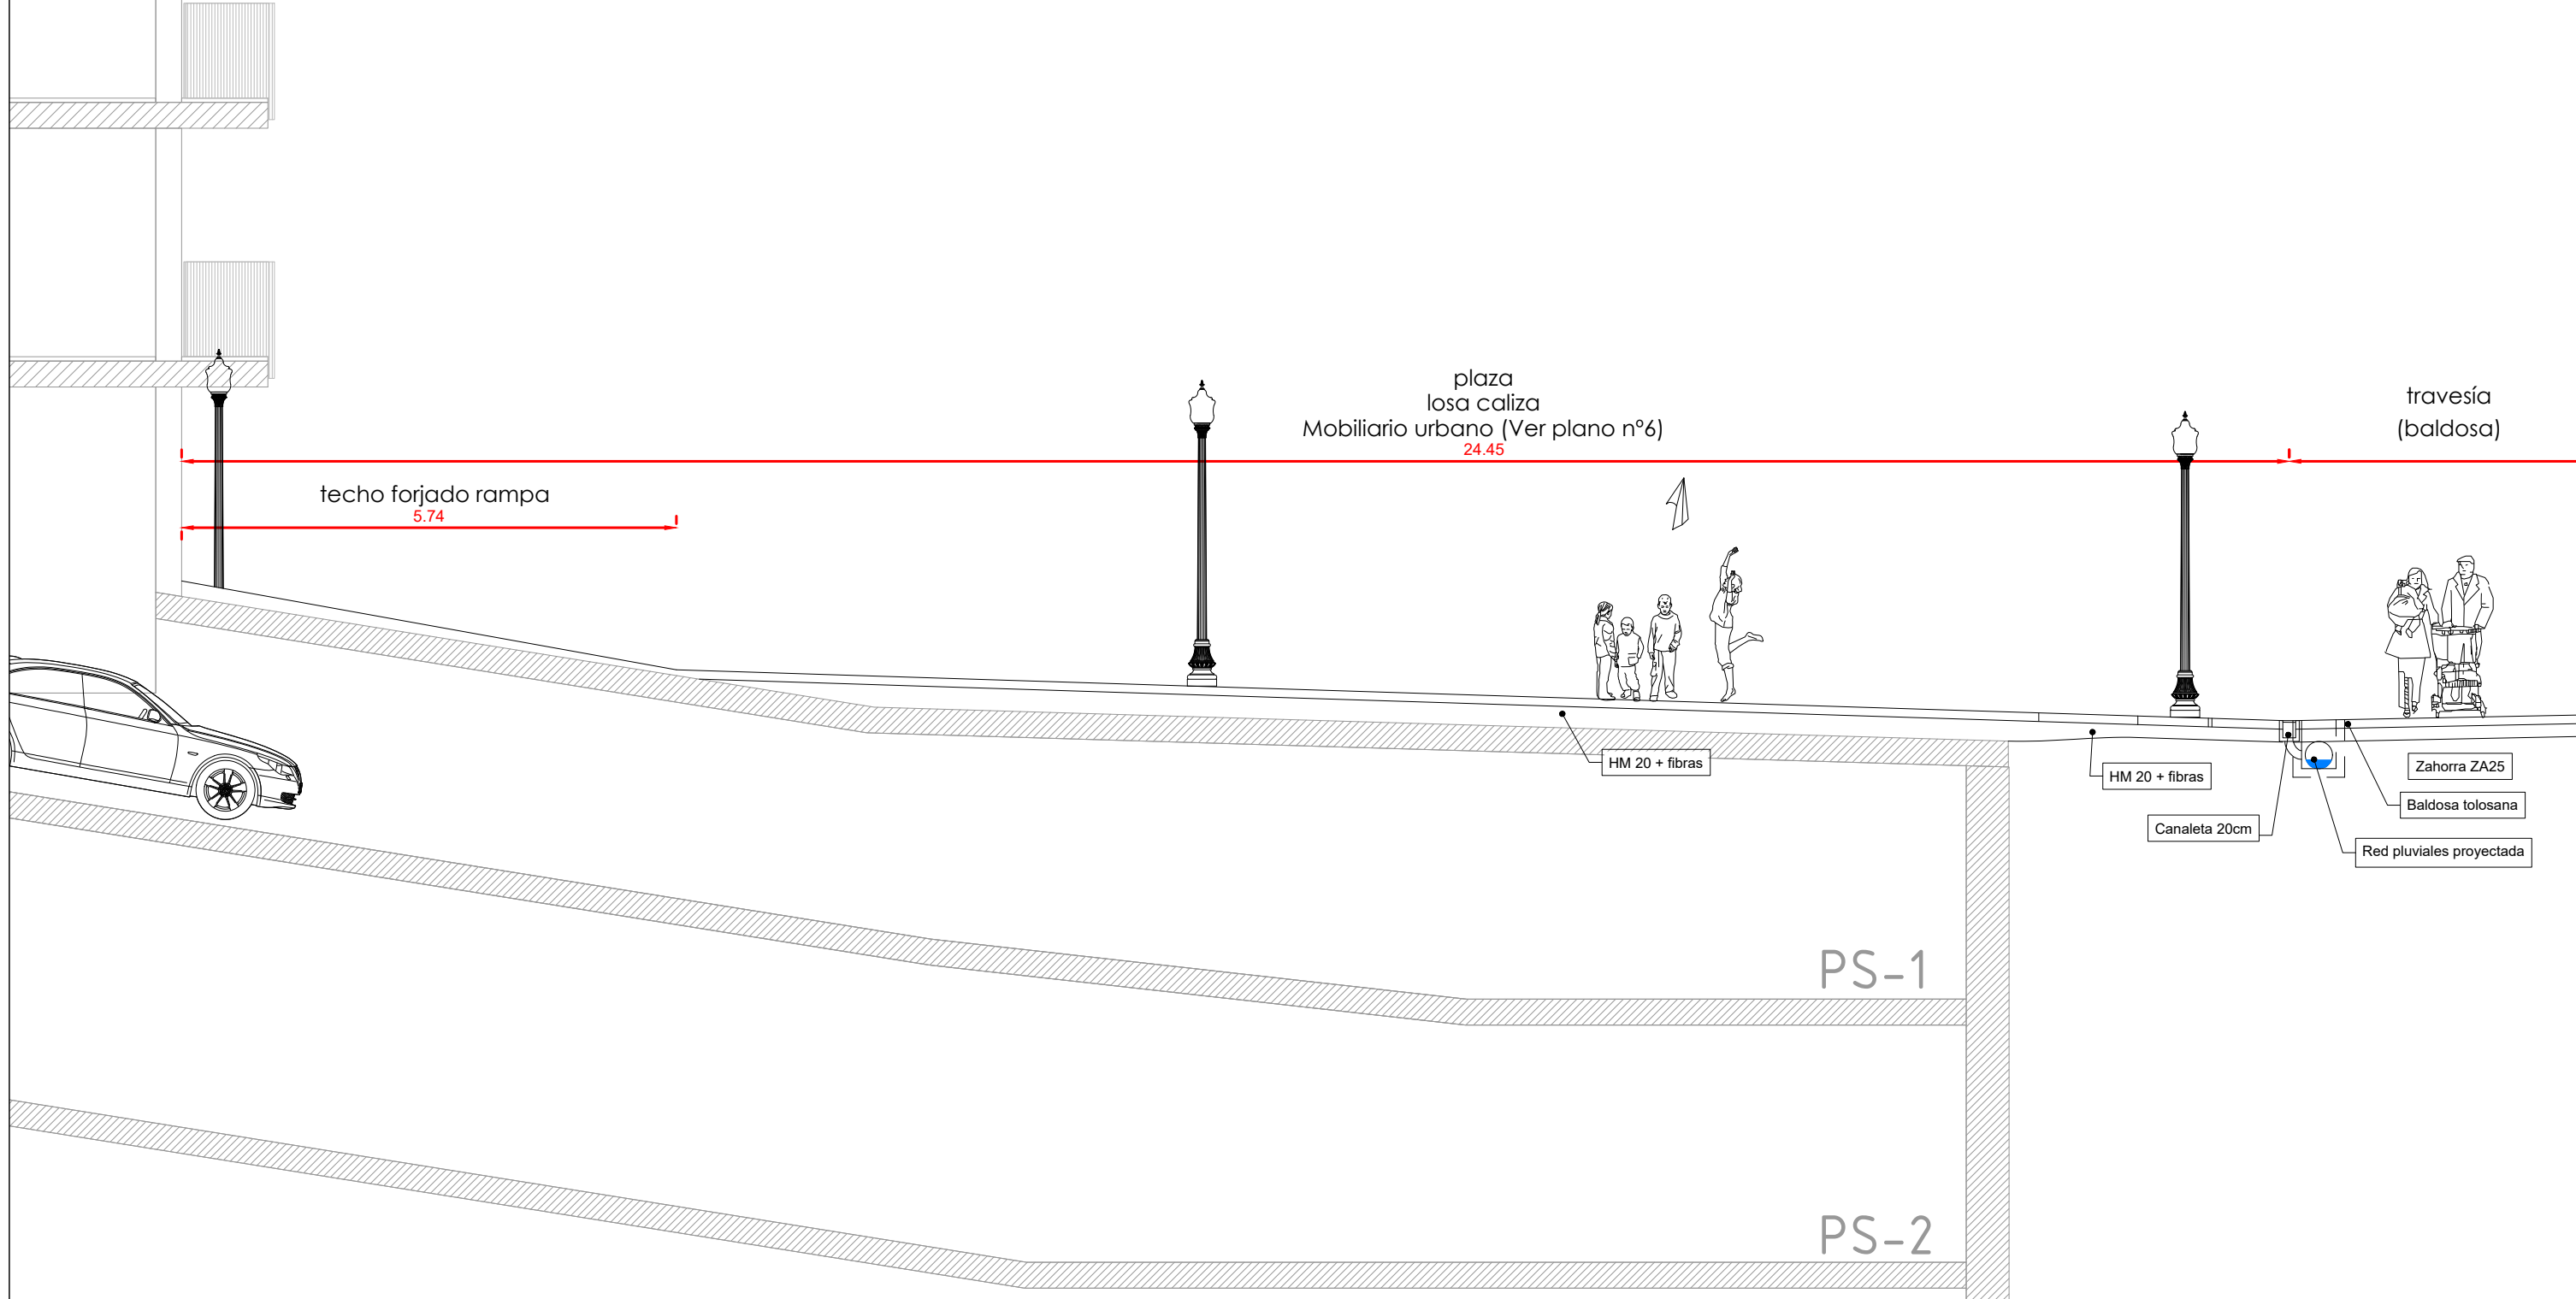 plaza
losa caliza
Mobiliario urbano (Ver plano nº6)
24.45
travesía
(baldosa)
techo forjado rampa
5.74
HM 20 + fibras
HM 20 + fibras
Zahorra ZA25
Baldosa tolosana
Canaleta 20cm
Red pluviales proyectada
PS-1
PS-2